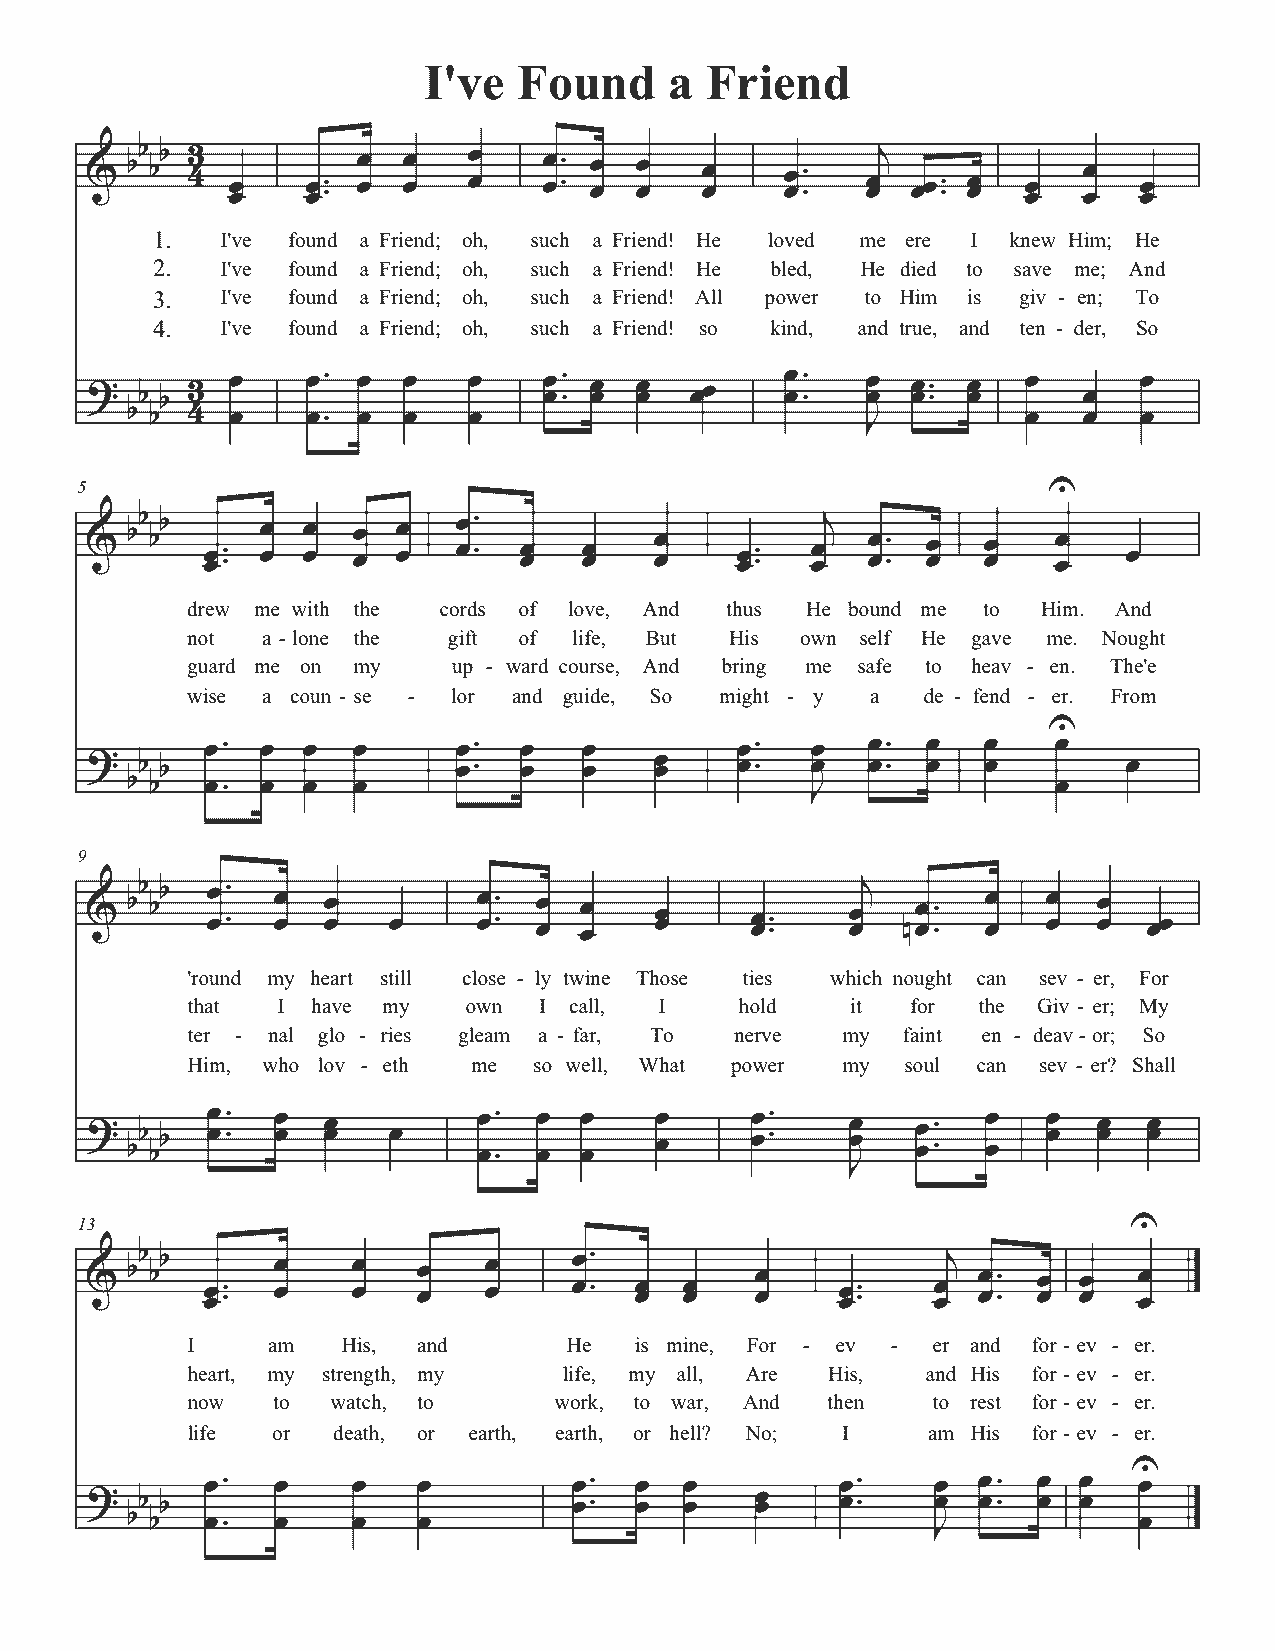 I've Found a Friend
1. I've found a Friend; oh, such a Friend! He loved me ere I knew Him; He
2. I've found a Friend; oh, such a Friend! He bled, He died to save me; And
3. I've found a Friend; oh, such a Friend! All power to Him is giv - en; To
4. I've found a Friend; oh, such a Friend! so kind, and true, and ten - der, So
5
drew me with the cords of love, And thus He bound me to Him. And
not a - lone the gift of life, But His own self He gave me. Nought
guard me on my up - ward course, And bring me safe to heav - en. The'e
wise a coun - se - lor and guide, So might - y a de - fend - er. From
9
'round my heart still close - ly twine Those ties which nought can sev - er, For
that I have my own I call, I hold it for the Giv - er; My
ter - nal glo - ries gleam a - far, To nerve my faint en - deav - or; So
Him, who lov - eth me so well, What power my soul can sev - er? Shall
13
I am His, and He is mine, For - ev - er and for - ev - er.
heart, my strength, my life, my all, Are His, and His for - ev - er.
now to watch, to work, to war, And then to rest for - ev - er.
life or death, or earth, earth, or hell? No; I am His for - ev - er.